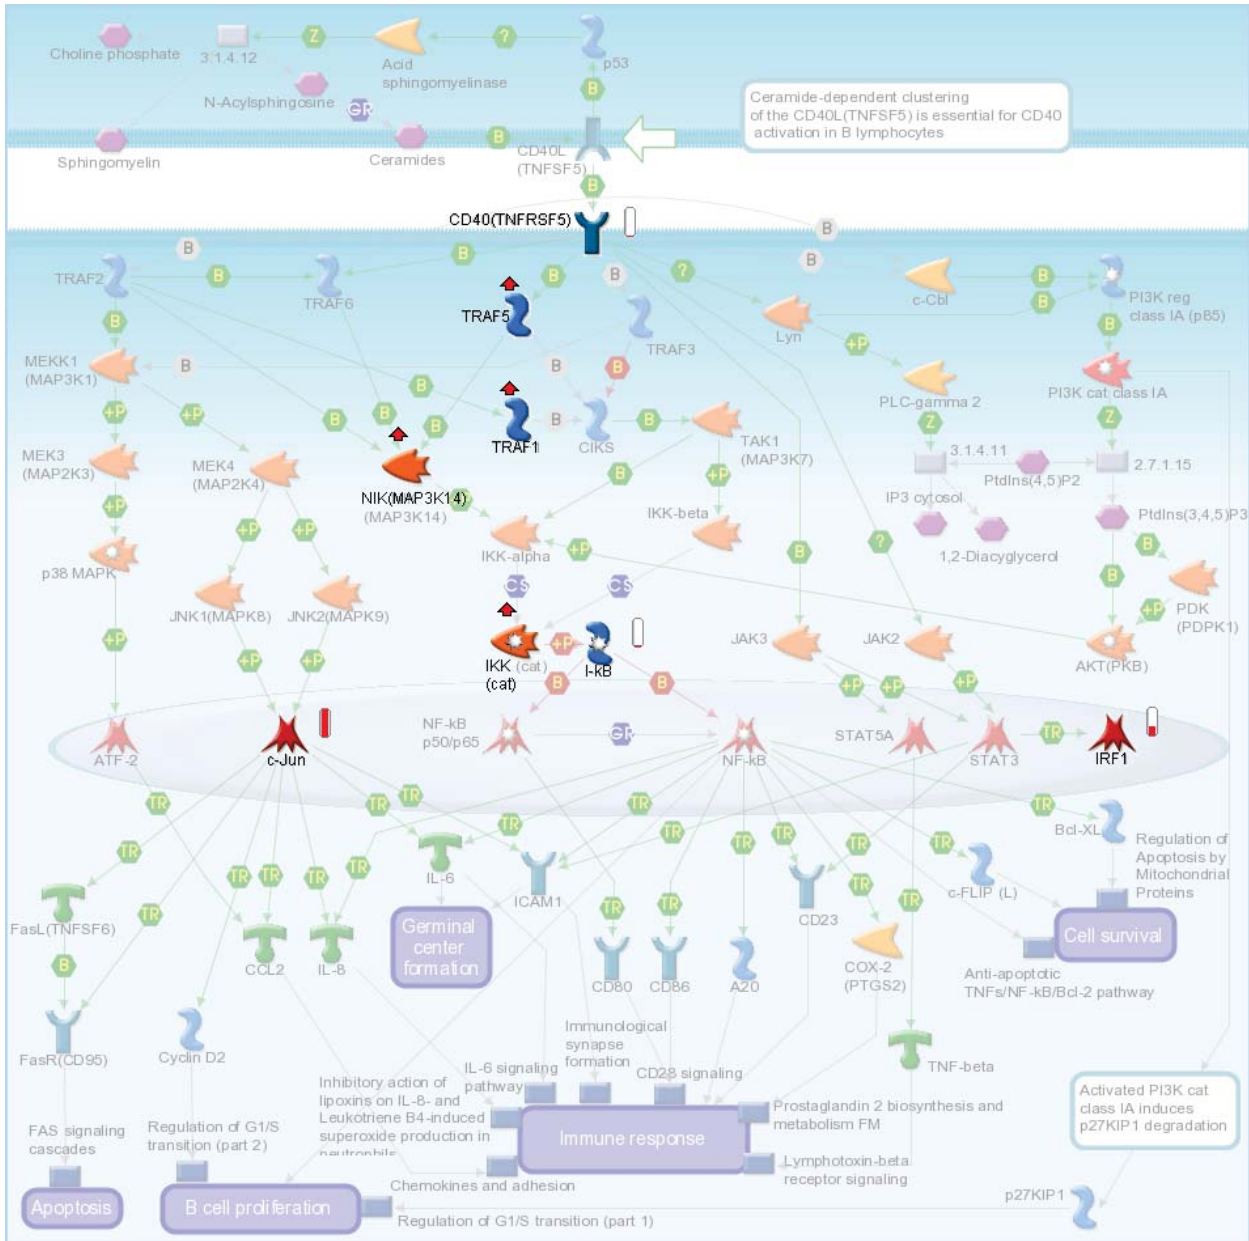 Choline phosphate
3.1.4.12
Z
Acid
sphingomyelinase
?
p53
B
N-Acylsphingosine
GR
Sphingomyelin
Ceramides
B
CD40L
(TNFSF5)
Ceramide-dependent clustering
of the CD40L(TNFSF5) is essential for CD40
activation in B lymphocytes
B
CD40(TNFRSF5)
B
B
B
B
B
B
B
?
TRAF2
TRAF6
TRAF5
c-Cbl
B
B
PI3K reg
class IA (p85)
Lyn
TRAF3
+P
B
B
MEKK1
(MAP3K1)
B
B
B
B
PLC-gamma 2
PI3K cat class IA
+P
+P
B
B
TRAF1
B
CIKS
B
TAK1
(MAP3K7)
Z
Z
MEK3
(MAP2K3)
MEK4
(MAP2K4)
NIK(MAP3K14)
(MAP3K14)
B
+P
3.1.4.11
PtdIns(4,5)P2
2.7.1.15
IP3 cytosol
1,2-Diacyglycerol
PtdIns(3,4,5)P3
IKK-beta
IKK-alpha
+P
+P
+P
+P
B
?
B
B
p38 MAPK
CS
CS
JNK1(MAPK8)
JNK2(MAPK9)
PDK
(PDPK1)
+P
+P
+P
+P
IKK (cat)
(cat)
+P
I-kB
JAK3
JAK2
AKT(PKB)
B
B
+P
+P
+P
ATF-2
c-Jun
NF-kB
p50/p65
GR
NF-kB
STAT5A
STAT3
TR
IRF1
TR
TR
TR
TR
TR
TR
TR
TR
TR
Bcl-XL
Regulation of
Apoptosis by
Mitochondrial
Proteins
TR
TR
TR
TR
TR
TR
IL-6
ICAM1
TR
TR
TR
CD23
TR
TR
c-FLIP (L)
FasL(TNFSF6)
CCL2
IL-8
Germinal
center
formation
CD80
CD86
A20
COX-2
(PTGS2)
Cell survival
Anti-apoptotic
TNFs/NF-kB/Bcl-2 pathway
B
FasR(CD95)
Cyclin D2
IL-6 signaling
pathway
Immunological
synapse
formation
CD28 signaling
TNF-beta
Inhibitory action of
lipoxins on IL-8- and
Leukotriene B4-induced
superoxide production in
neutrophils
Activated PI3K cat
class IA induces
p27KIP1 degradation
FAS signaling
cascades
Regulation of G1/S
transition (part 2)
Immune response
Prostaglandin 2 biosynthesis and
metabolism FM
Lymphotoxin-beta
receptor signaling
Chemokines and adhesion
Apoptosis
B cell proliferation
Regulation of G1/S transition (part 1)
p27KIP1